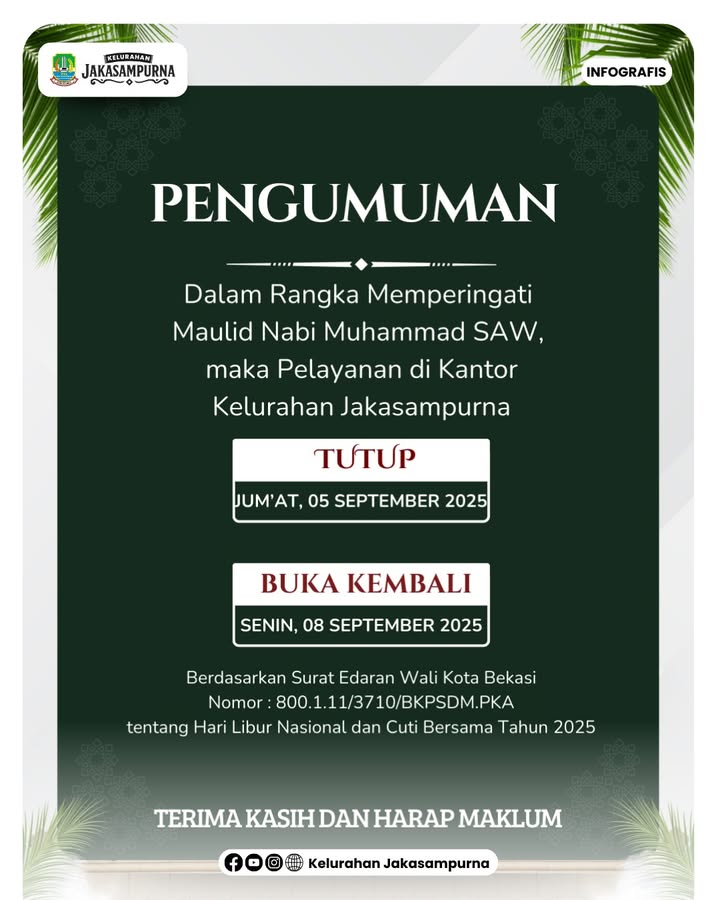 KELURAHAN
JAKASAMPURNA
INFOGRAFIS
PENGUMUMAN
Dalam Rangka Memperingati
Maulid Nabi Muhammad SAW,
maka Pelayanan di Kantor
Kelurahan Jakasampurna
TUTUP
JUM'AT, 05 SEPTEMBER 2025
BUKA KEMBALI
SENIN, 08 SEPTEMBER 2025
Berdasarkan Surat Edaran Wali Kota Bekasi
Nomor : 800.1.11/3710/BKPSDM.PKA
tentang Hari Libur Nasional dan Cuti Bersama Tahun 2025
TERIMA KASIH DAN HARAP MAKLUM
Kelurahan Jakasampurna